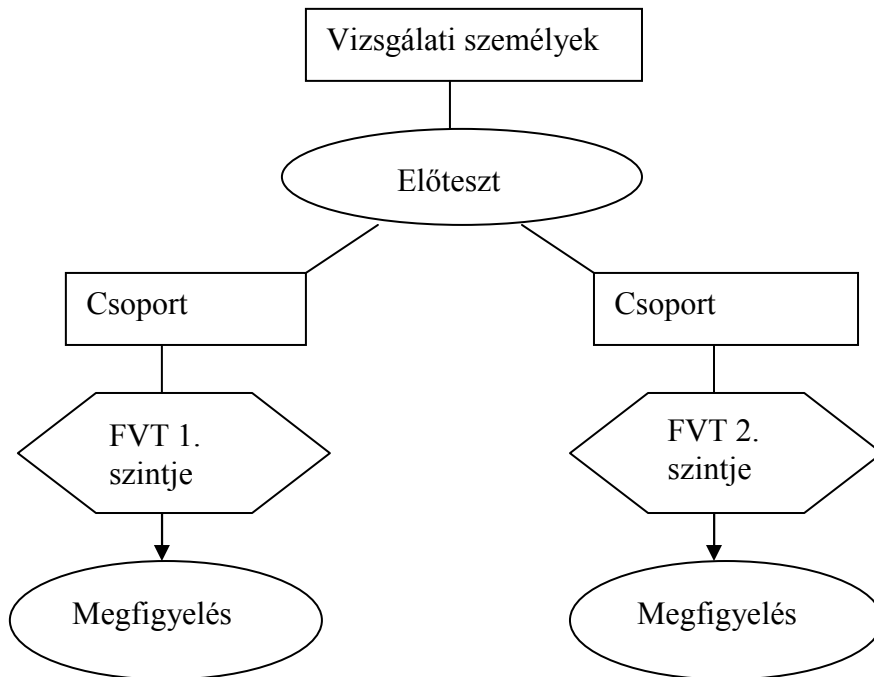 Vizsgálati személyek
Előteszt
Csoport
Csoport
FVT 1.
szintje
FVT 2.
szintje
Megfigyelés
Megfigyelés